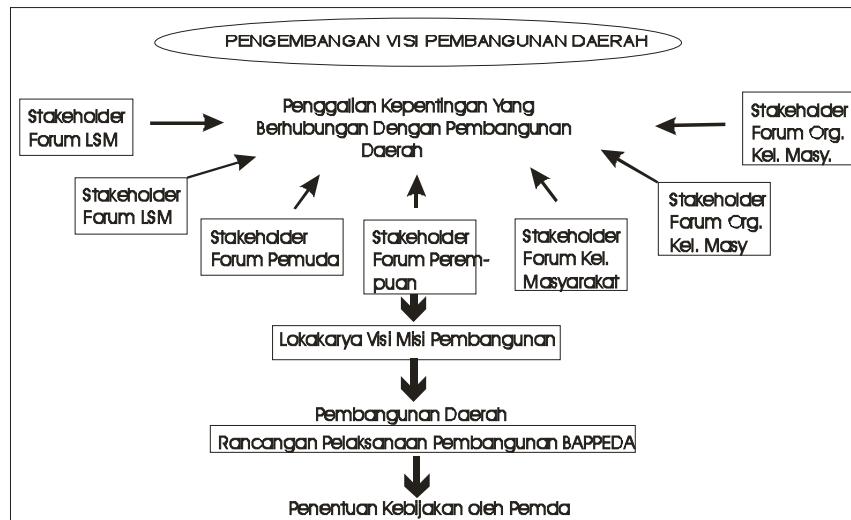 PENGEMBANGAN VISI PEMBANGUNAN DAERAH
Penggalian Kepentingan Yang
Berhubungan Dengan Pembangunan
Daerah
Stakeholder
Forum LSM
Stakeholder
Forum LSM
Stakeholder
Forum Pemuda
Stakeholder
Forum Perem-
puan
Stakeholder
Forum Kel.
Masyarakat
Stakeholder
Forum Org.
Kel. Masy
Stakeholder
Forum Org.
Kel. Masy.
Lokakarya Visi Misi Pembangunan
Pembangunan Daerah
Rancangan Pelaksanaan Pembangunan BAPPEDA
Penentuan Kebijakan oleh Pemda